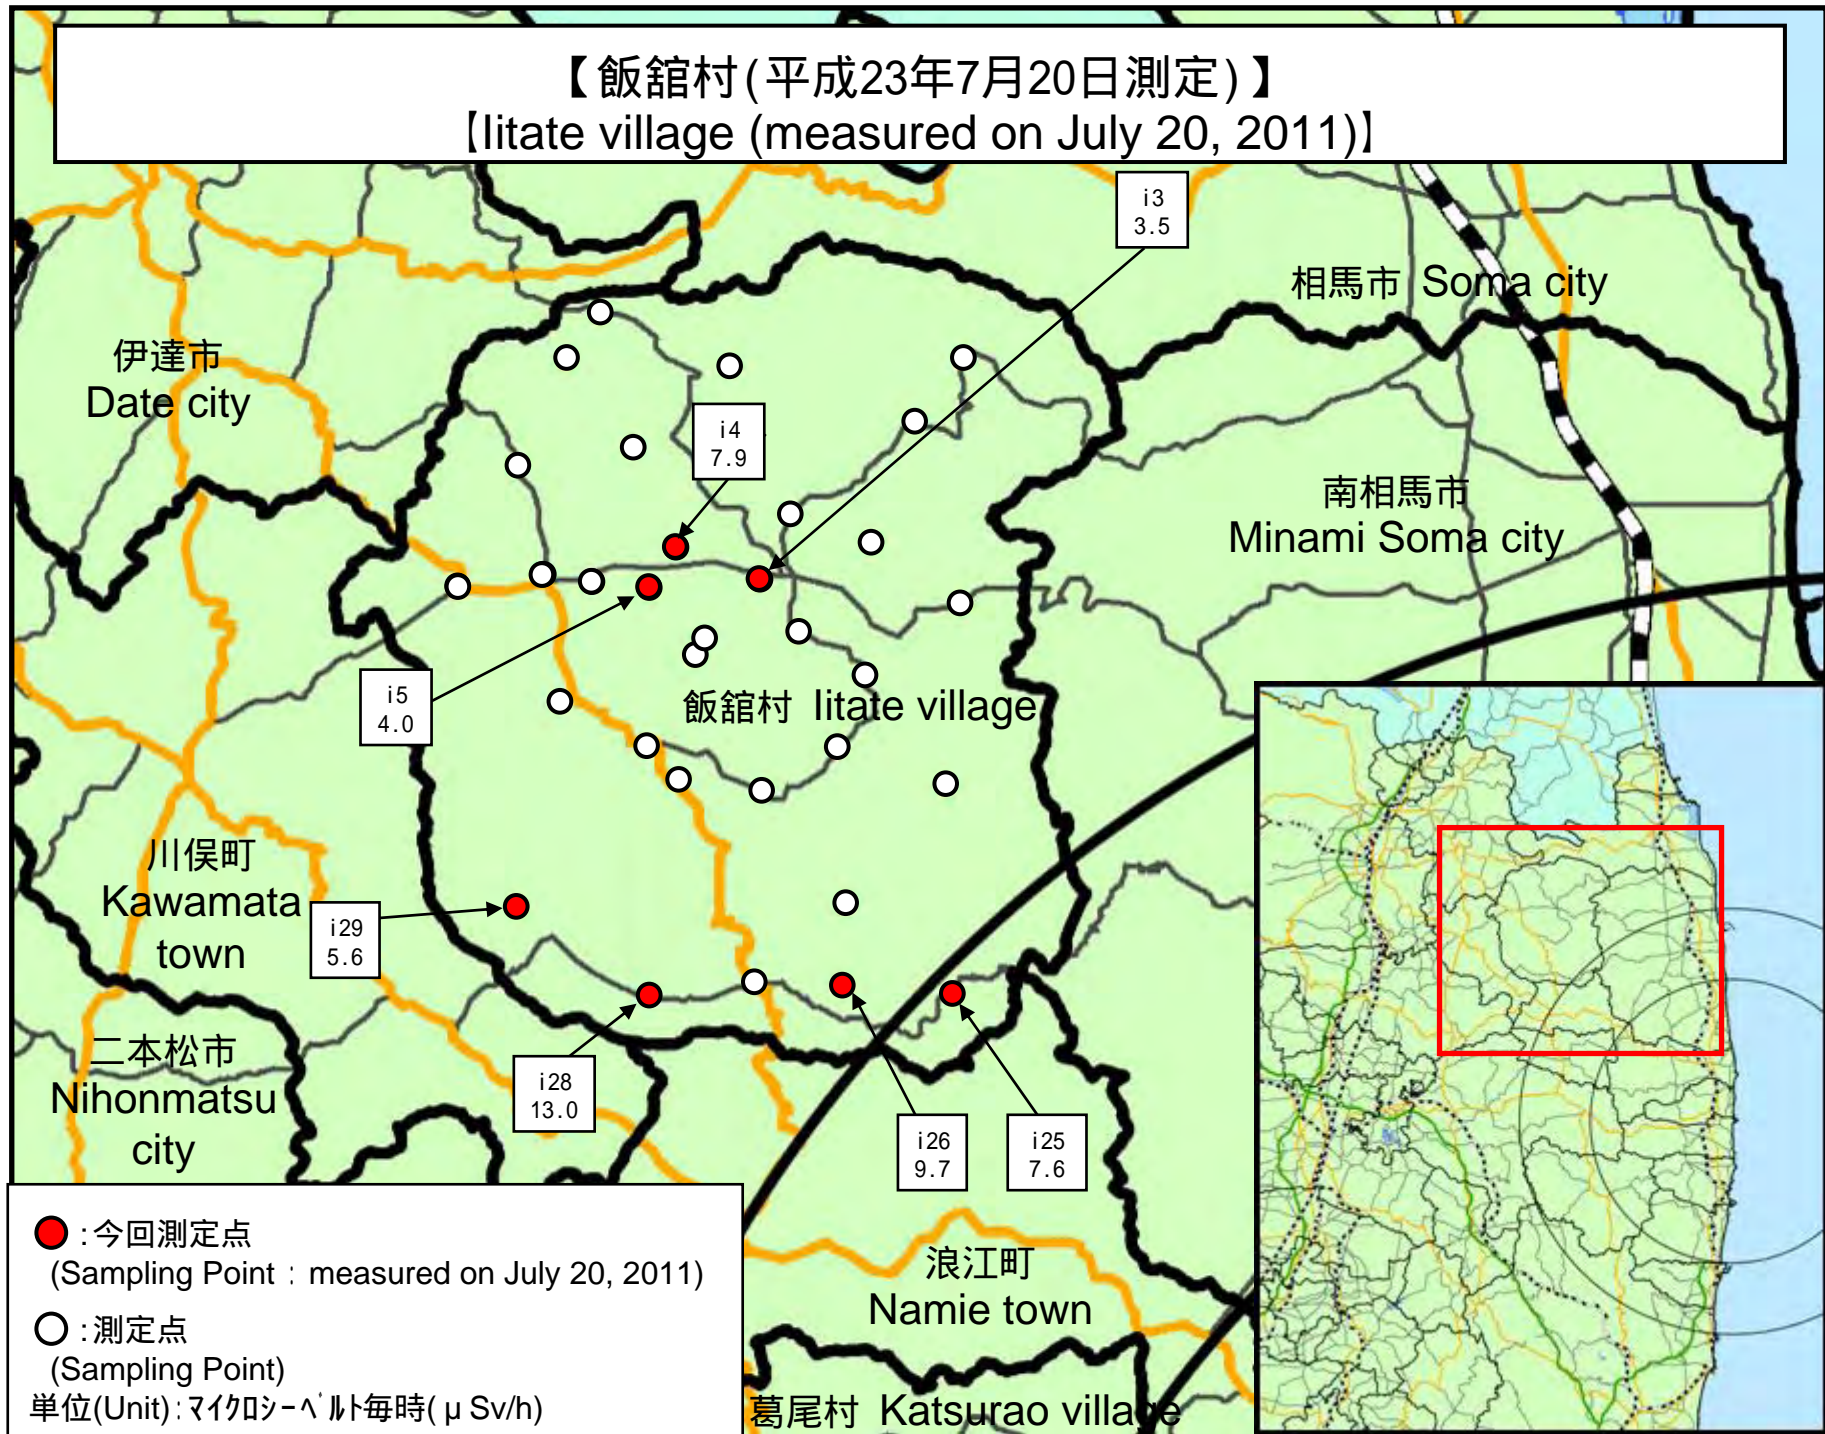 【飯舘村(平成23年7月20日測定)】
【Iitate village (measured on July 20, 2011)】
i3
3.5
相馬市 Soma city
伊達市
Date city
i4
7.9
南相馬市
Minami Soma city
i5
4.0
飯舘村 Iitate village
川俣町
Kawamata
town
i29
5.6
二本松市
Nihonmatsu
city
i28
13.0
i26
9.7
i25
7.6
浪江町
Namie town
葛尾村 Katsurao village
:今回測定点
(Sampling Point : measured on July 20, 2011)
:測定点
(Sampling Point)
単位(Unit):マイクロシーベルト毎時(μSv/h)